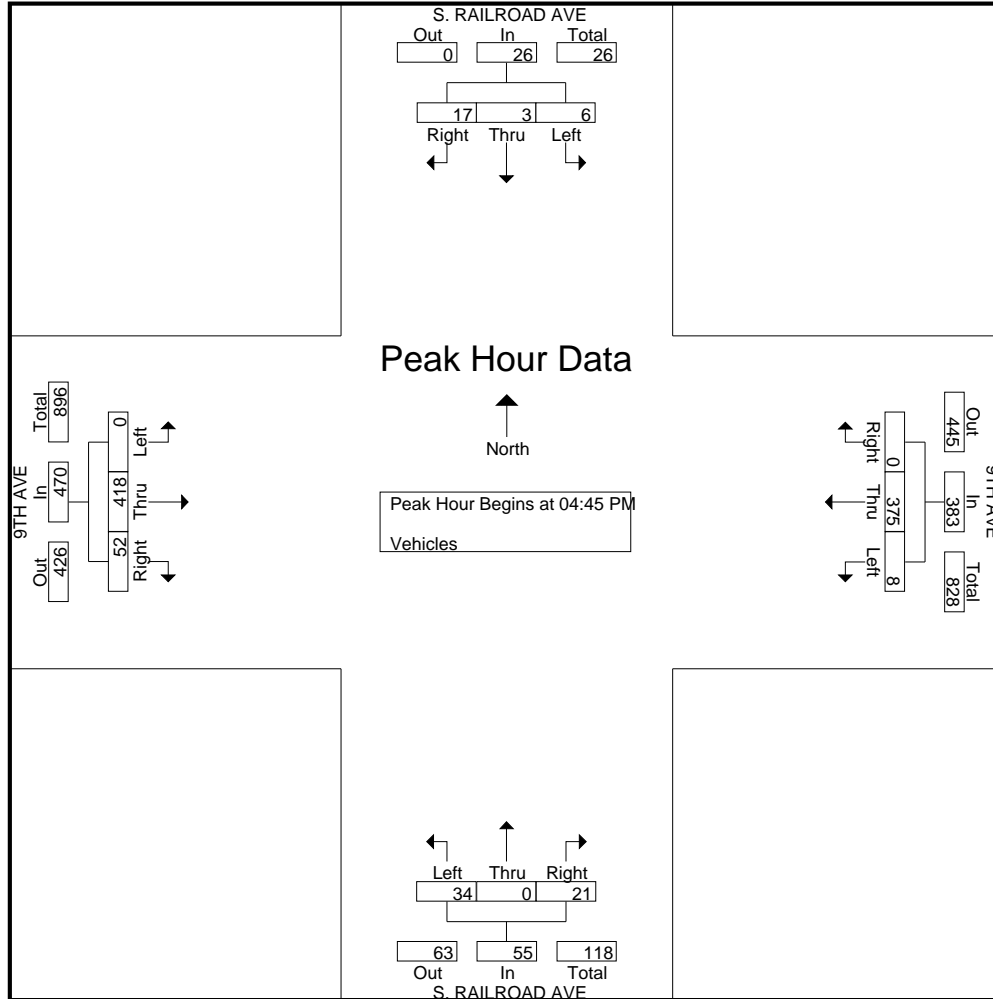 S. RAILROAD AVE
Out In Total
0 26 26
17 3 6
Right Thru Left
Peak Hour Data
North
Peak Hour Begins at 04:45 PM
Vehicles
9TH AVE
Out In Total
426 470 896
0 418 52
Left Thru Right
9TH AVE
Out In Total
445 383 828
0 375 8
Right Thru Left
Left Thru Right
34 0 21
63 55 118
Out In Total
S. RAILROAD AVE